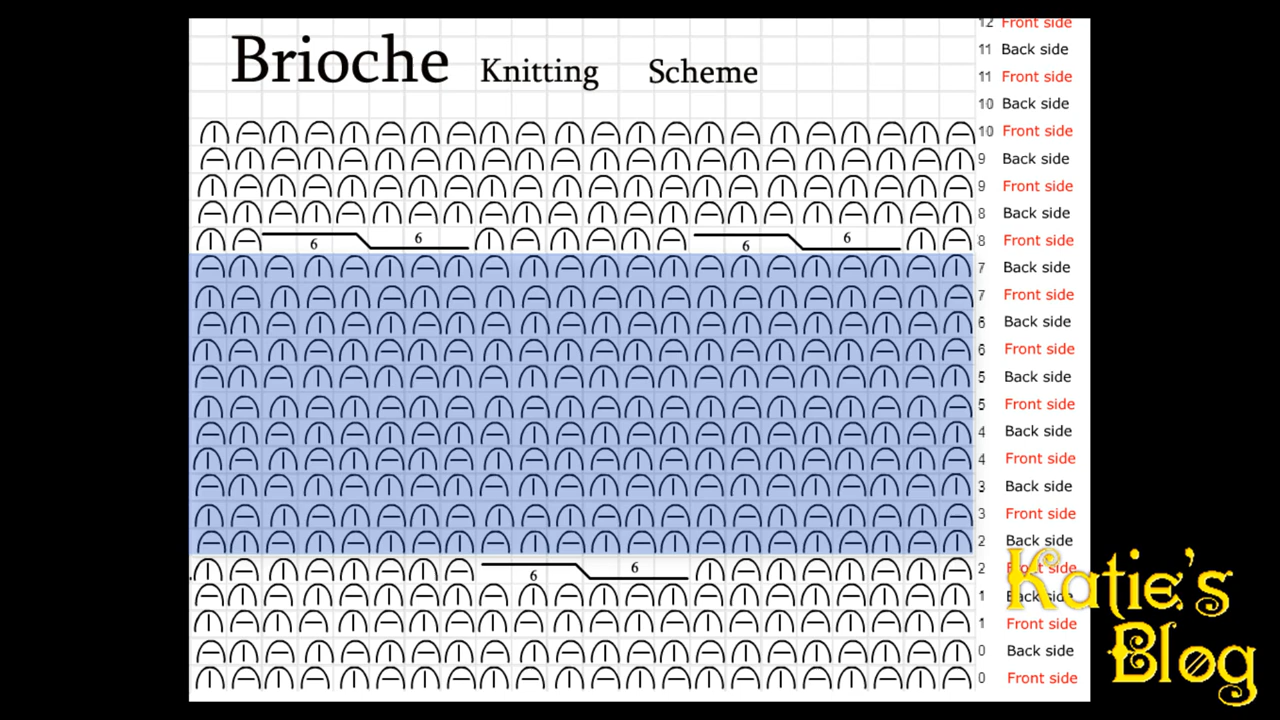 12 Front side
Brioche Knitting Scheme
11 Back side
11 Front side
10 Back side
10 Front side
9 Back side
9 Front side
8 Back side
6 6 6 6 8 Front side
7 Back side
7 Front side
6 Back side
6 Front side
5 Back side
5 Front side
4 Back side
4 Front side
3 Back side
3 Front side
2 Back side
6 6 2 Front side
1 Back side
1 Front side
0 Back side
0 Front side
Katie's
Blog